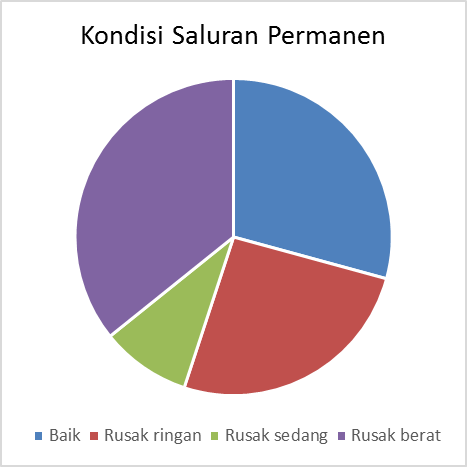 Kondisi Saluran Permanen
Baik Rusak ringan Rusak sedang Rusak berat